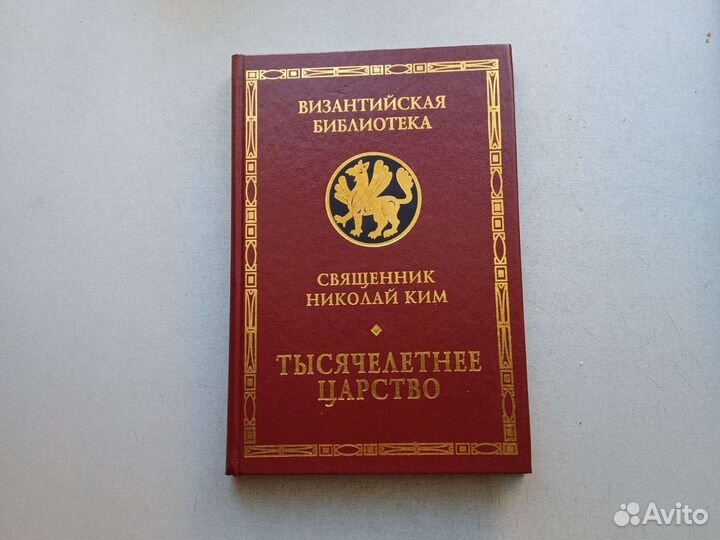 ВИЗАНТИЙСКАЯ
БИБЛИОТЕКА
СВЯЩЕННИК
НИКОЛАЙ КИМ
ТЫСЯЧЕЛЕТНЕЕ
ЦАРСТВО
Avito